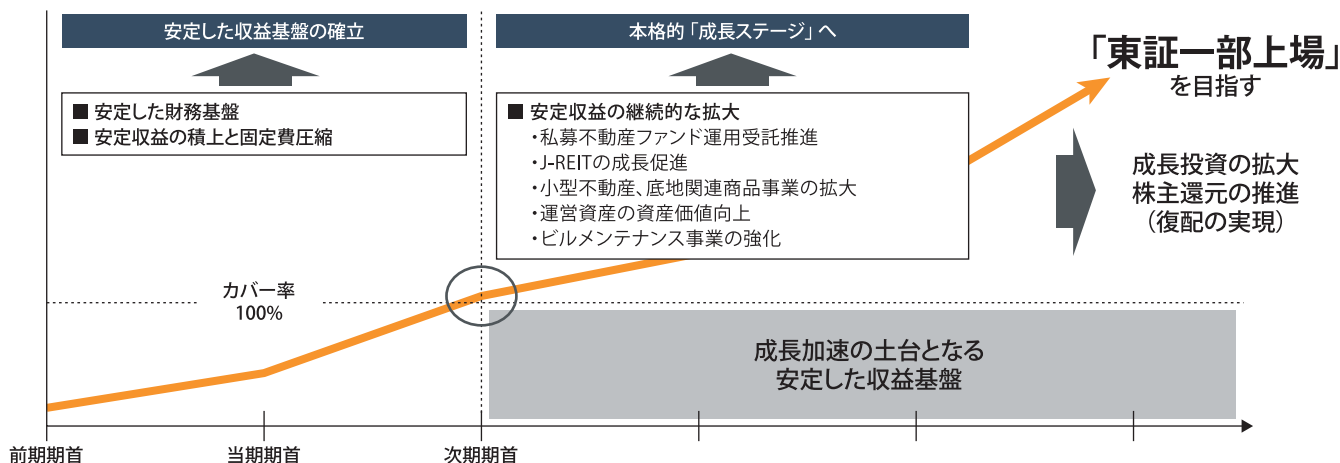 安定した収益基盤の確立
■ 安定した財務基盤
■ 安定収益の積上と固定費圧縮
本格的「成長ステージ」へ
■ 安定収益の継続的な拡大
・私募不動産ファンド運用受託推進
・J-REITの成長促進
・小型不動産、底地関連商品事業の拡大
・運営資産の資産価値向上
・ビルメンテナンス事業の強化
「東証一部上場」
を目指す
成長投資の拡大
株主還元の推進
（復配の実現）
カバー率
100%
成長加速の土台となる
安定した収益基盤
前期期首
当期期首
次期期首